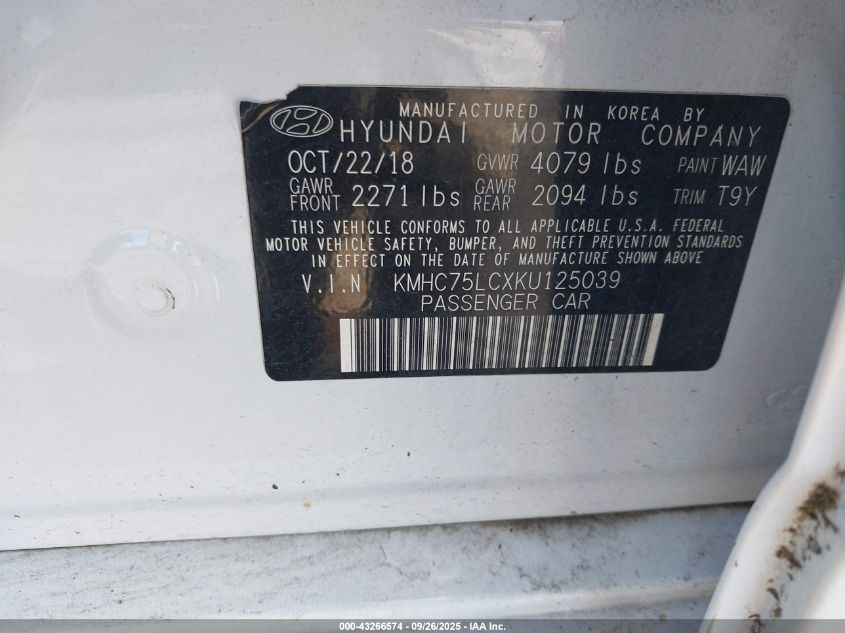 MANUFACTURED IN KOREA BY
HYUNDAI MOTOR COMPANY
OCT/22/18 GVWR 4079 lbs PAINT WAW
GAWR FRONT 2271 lbs GAWR REAR 2094 lbs TRIM T9Y
THIS VEHICLE CONFORMS TO ALL APPLICABLE U.S.A. FEDERAL
MOTOR VEHICLE SAFETY, BUMPER, AND THEFT PREVENTION STANDARDS
IN EFFECT ON THE DATE OF MANUFACTURE SHOWN ABOVE
V.I.N KMHC75LCXKU125039
PASSENGER CAR
000-43266574 - 09/26/2025 - IAA Inc.